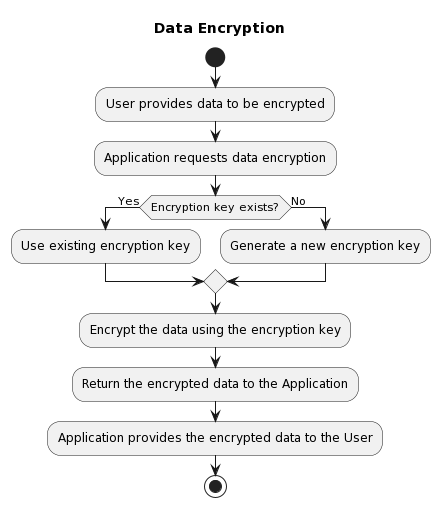 Data Encryption
User provides data to be encrypted
Application requests data encryption
Yes
Encryption key exists?
No
Use existing encryption key
Generate a new encryption key
Encrypt the data using the encryption key
Return the encrypted data to the Application
Application provides the encrypted data to the User